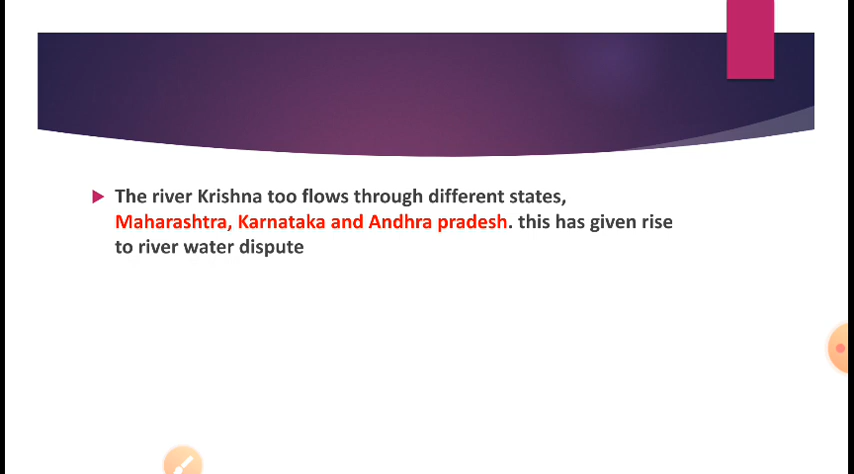 The river Krishna too flows through different states,
Maharashtra, Karnataka and Andhra pradesh. this has given rise
to river water dispute